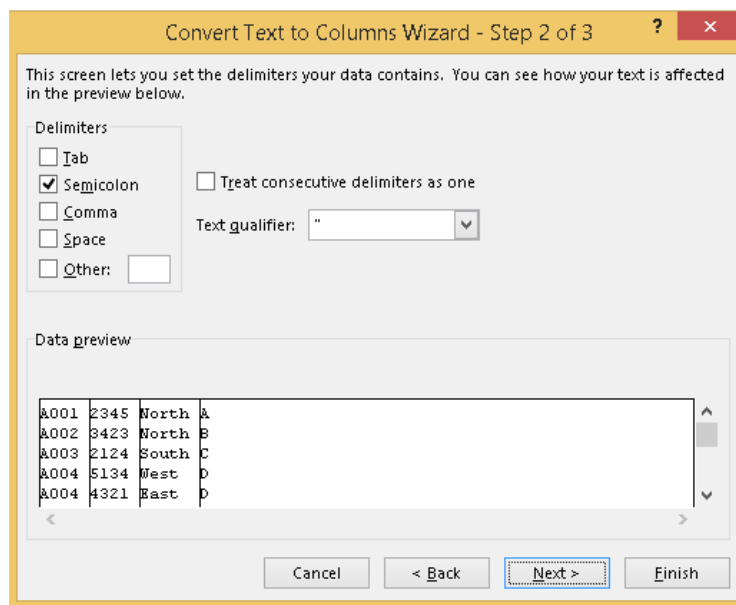 Convert Text to Columns Wizard - Step 2 of 3 ?
This screen lets you set the delimiters your data contains. You can see how your text is affected
in the preview below.
Delimiters
Tab
Semicolon
Comma
Space
Other:
Treat consecutive delimiters as one
Text qualifier: "
Data preview
A001 2345 North A
A002 3423 North B
A003 2124 South C
A004 5134 West D
A004 4321 East D
Cancel < Back Next > Finish